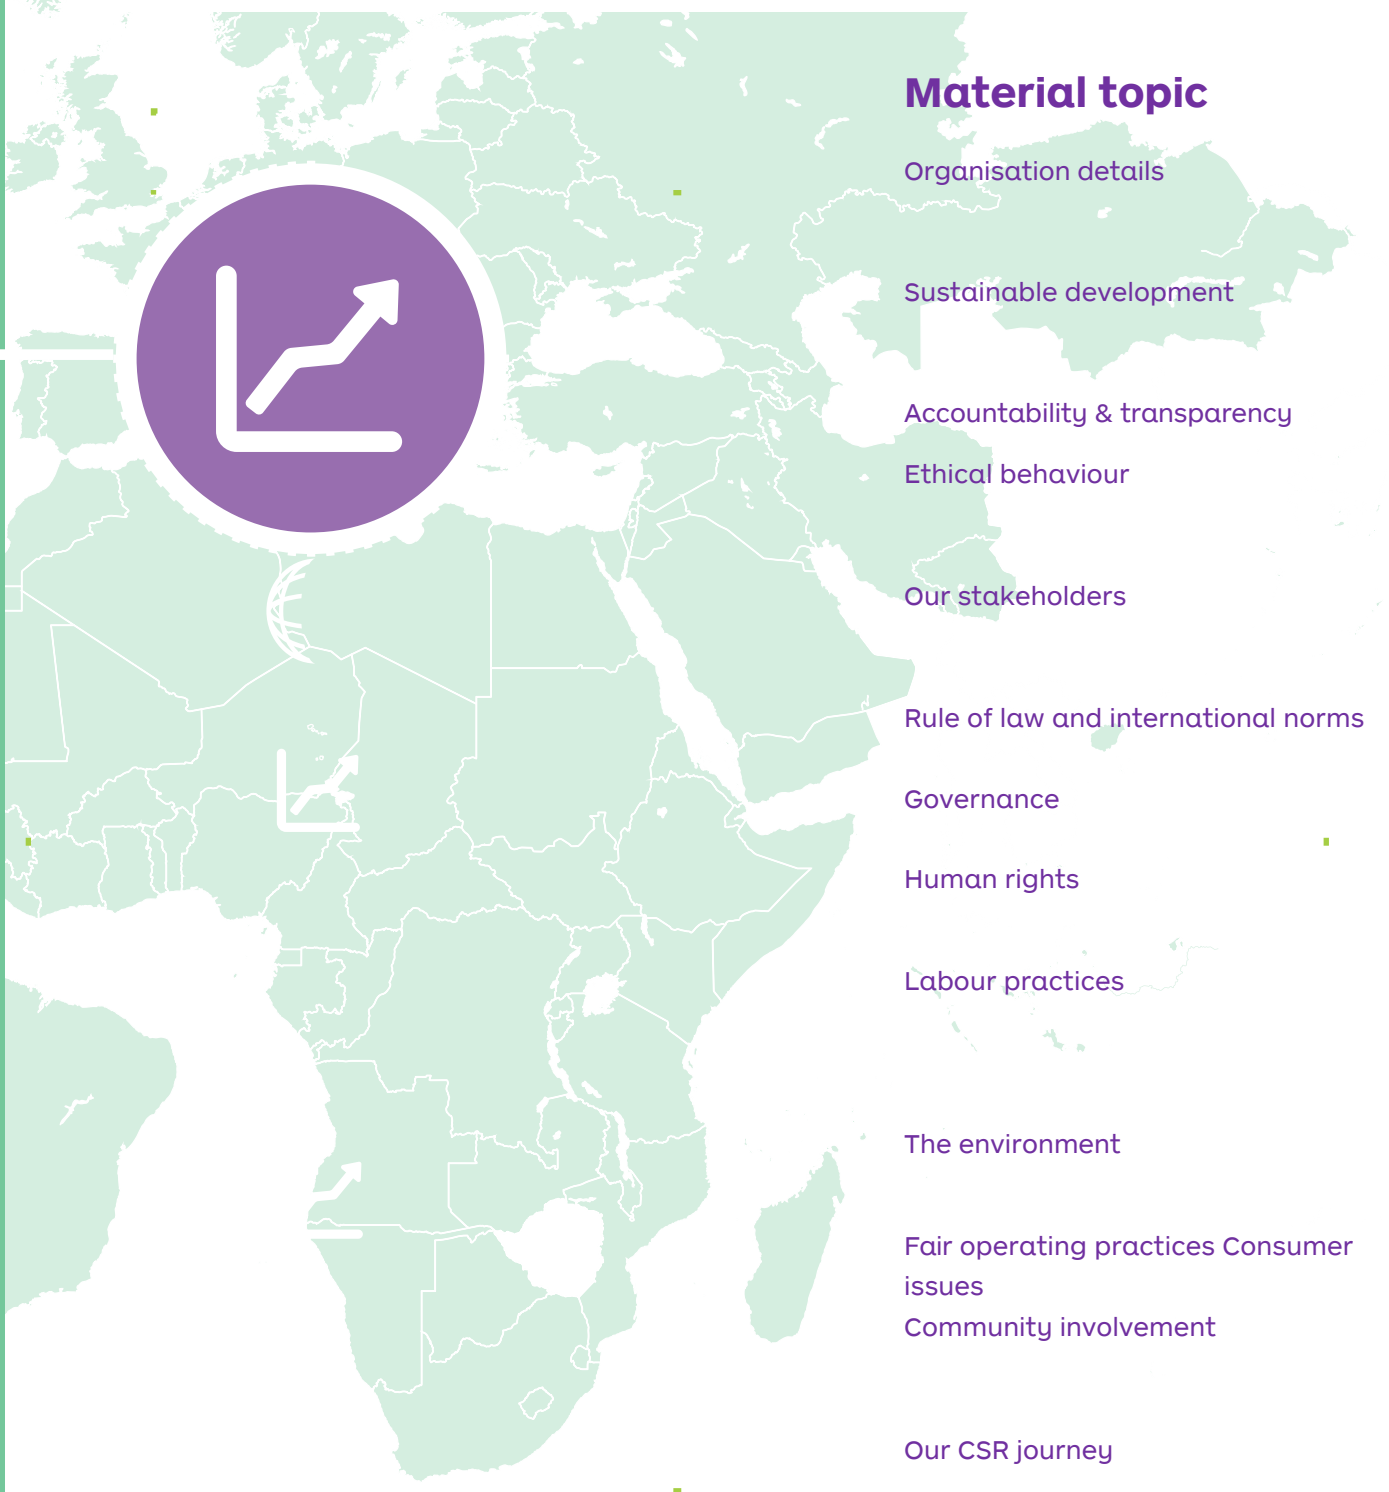 Material topic
Organisation details
Sustainable development
Accountability & transparency
Ethical behaviour
Our stakeholders
Rule of law and international norms
Governance
Human rights
Labour practices
The environment
Fair operating practices Consumer
issues
Community involvement
Our CSR journey